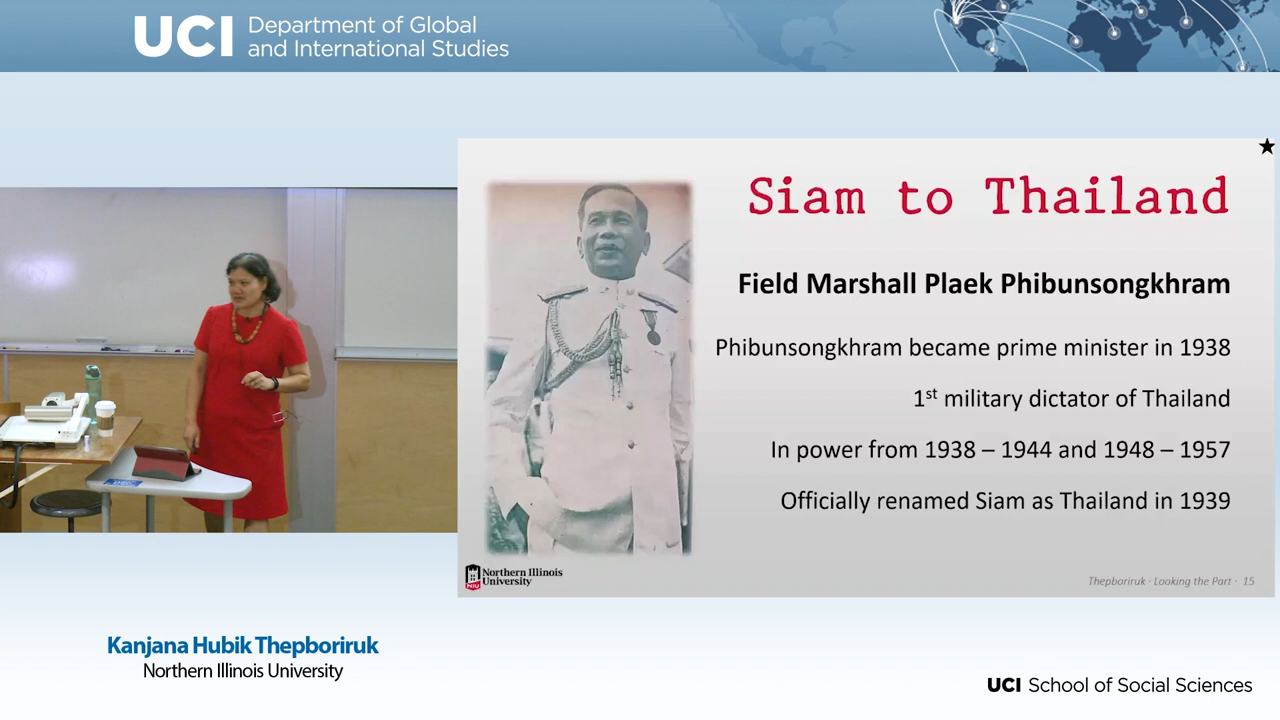 UCI Department of Global
and International Studies
Siam to Thailand
Field Marshall Plaek Phibunsongkhram
Phibunsongkhram became prime minister in 1938
1st military dictator of Thailand
In power from 1938 – 1944 and 1948 – 1957
Officially renamed Siam as Thailand in 1939
NIU
Northern Illinois
University
Thepboriruk · Looking the Part · 15
Kanjana Hubik Thepboriruk
Northern Illinois University
UCI School of Social Sciences